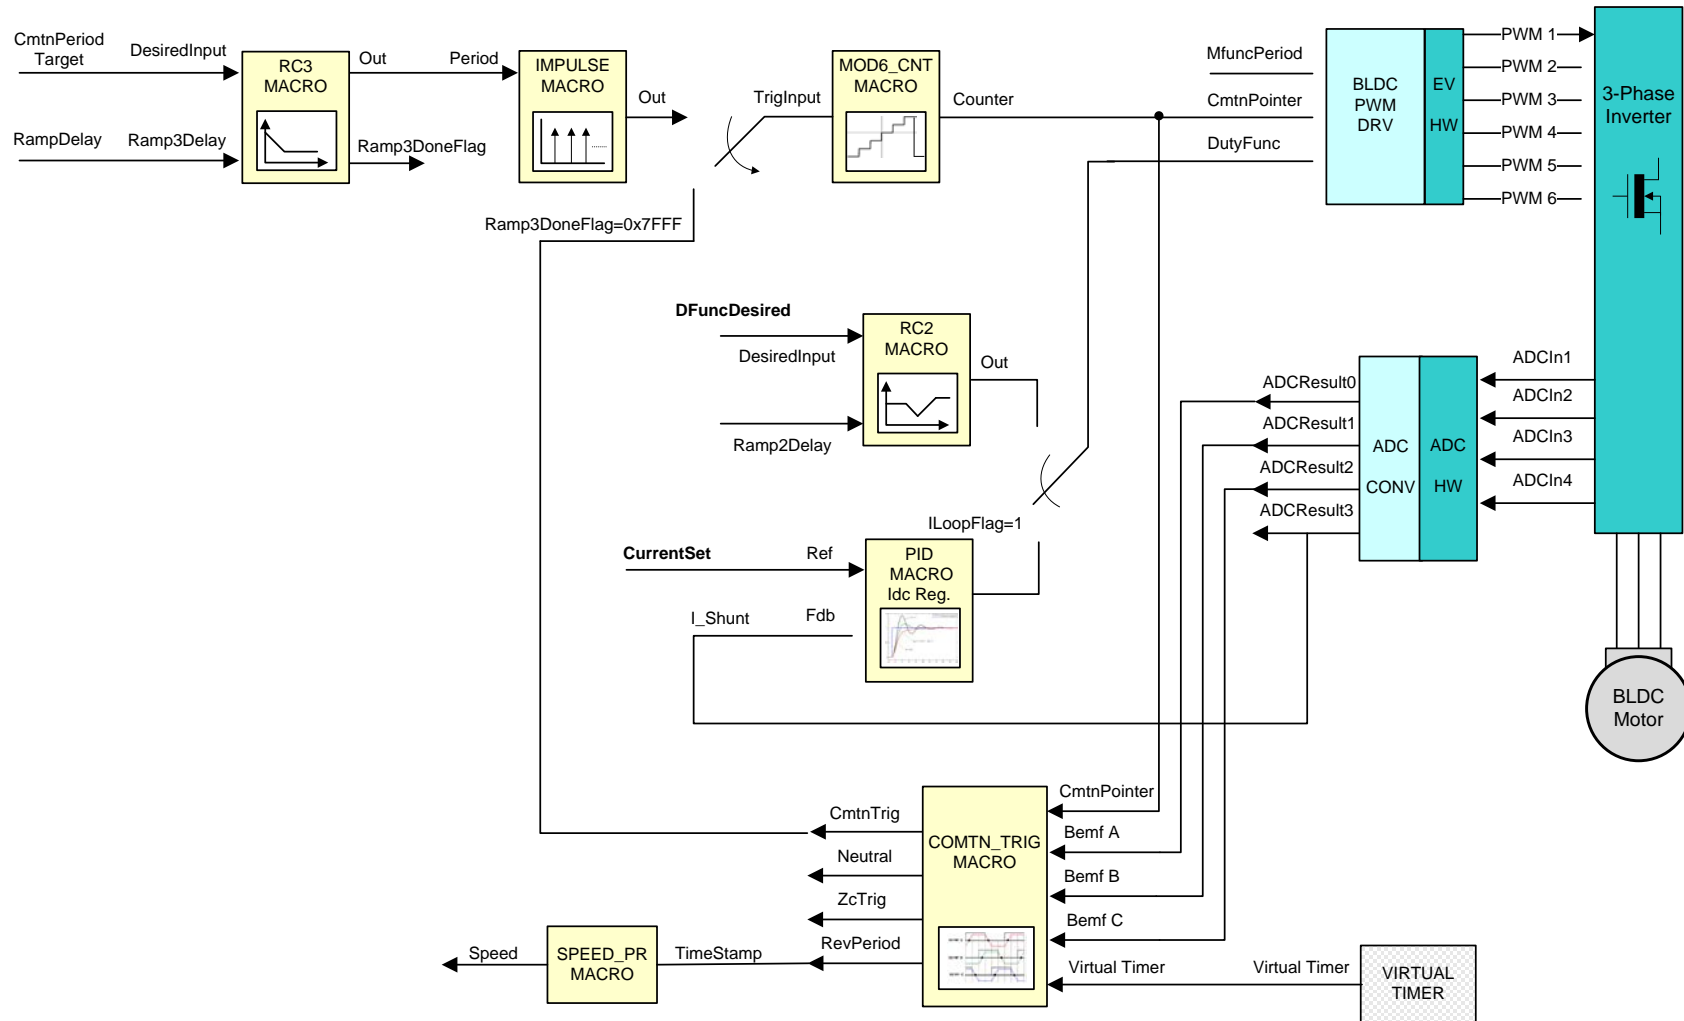 CmtnPeriod
Target
DesiredInput
RC3
MACRO
Out
Period
IMPULSE
MACRO
Out
TrigInput
MOD6_CNT
MACRO
Counter
MfuncPeriod
CmtnPointer
DutyFunc
BLDC
PWM
DRV
EV
HW
PWM 1
PWM 2
PWM 3
PWM 4
PWM 5
PWM 6
3-Phase
Inverter
RampDelay
Ramp3Delay
Ramp3DoneFlag
Ramp3DoneFlag=0x7FFF
DFuncDesired
DesiredInput
RC2
MACRO
Out
Ramp2Delay
ILoopFlag=1
CurrentSet
Ref
PID
MACRO
Idc Reg.
I_Shunt
Fdb
ADCResult0
ADCResult1
ADCResult2
ADCResult3
ADC
CONV
ADC
HW
ADCIn1
ADCIn2
ADCIn3
ADCIn4
BLDC
Motor
CmtnTrig
Neutral
ZcTrig
RevPeriod
COMTN_TRIG
MACRO
CmtnPointer
Bemf A
Bemf B
Bemf C
Virtual Timer
Virtual Timer
VIRTUAL
TIMER
Speed
SPEED_PR
MACRO
TimeStamp